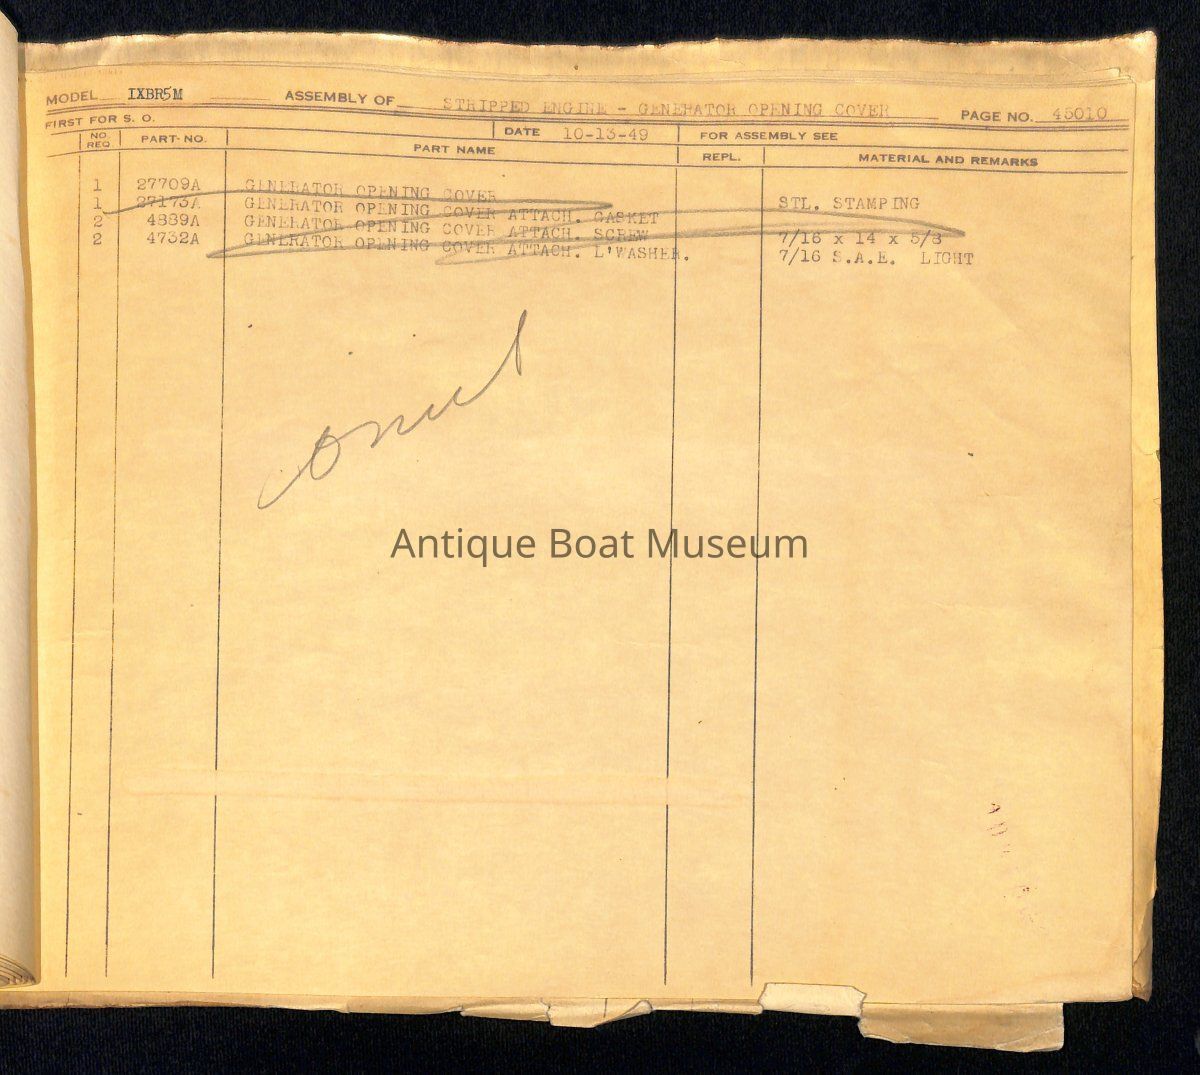 MODEL IXBR5M ASSEMBLY OF STRIPPED ENGINE - GENERATOR OPENING COVER PAGE NO. 45010
FIRST FOR S. O. DATE 10-13-49 FOR ASSEMBLY SEE
NO. REQ PART-NO. PART NAME REPL. MATERIAL AND REMARKS
1 27709A GENERATOR OPENING COVER STL. STAMPING
1 27173A GENERATOR OPENING COVER ATTACH. GASKET
2 4889A GENERATOR OPENING COVER ATTACH. SCREW 7/16 x 14 x 5/8
2 4732A GENERATOR OPENING COVER ATTACH. L'WASHER. 7/16 S.A.E. LIGHT
omit
Antique Boat Museum